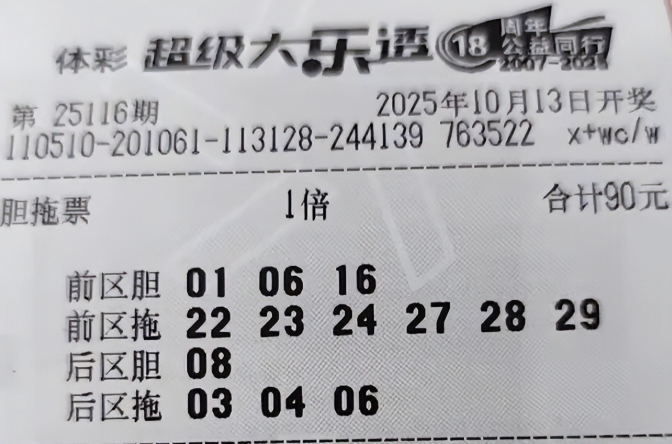 体彩 超级大乐透 18周年 公益同行 2007-2025
第 25116期 2025年10月13日开奖
110510-201061-113128-244139 763522 x+wc/w
胆拖票 1倍 合计90元
前区胆 01 06 16
前区拖 22 23 24 27 28 29
后区胆 08
后区拖 03 04 06